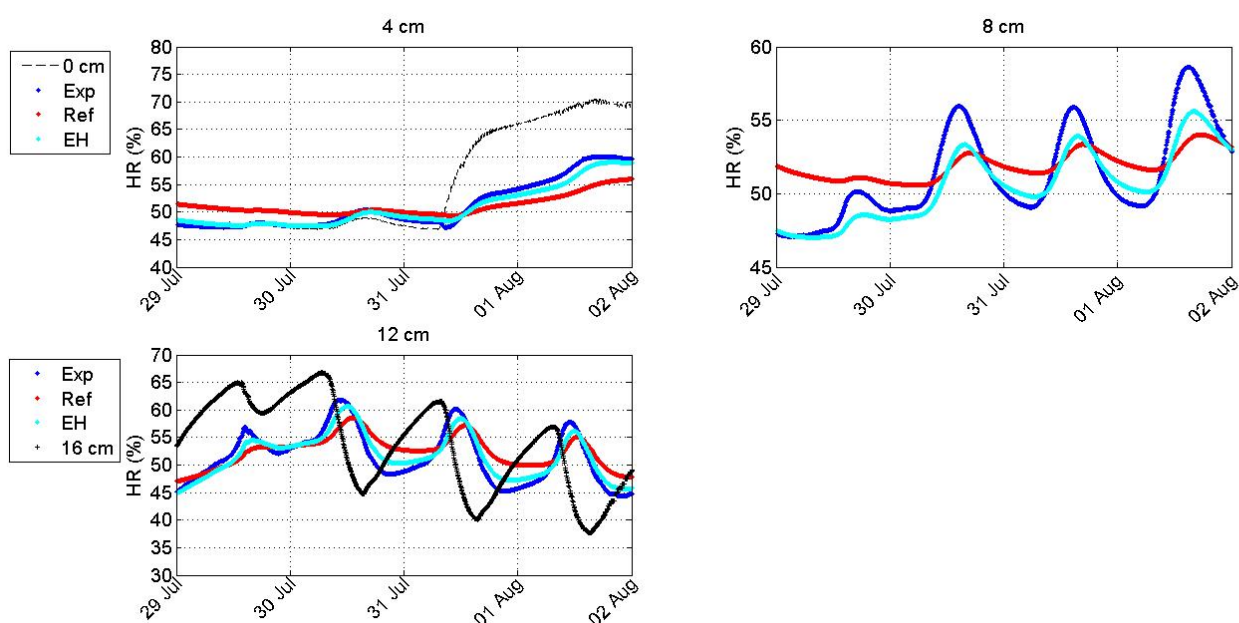 4 cm
0 cm
Exp
Ref
EH
HR (%)
80
75
70
65
60
55
50
45
40
29 Jul
30 Jul
31 Jul
01 Aug
02 Aug
8 cm
HR (%)
60
55
50
45
29 Jul
30 Jul
31 Jul
01 Aug
02 Aug
12 cm
Exp
Ref
EH
16 cm
HR (%)
70
65
60
55
50
45
40
35
30
29 Jul
30 Jul
31 Jul
01 Aug
02 Aug